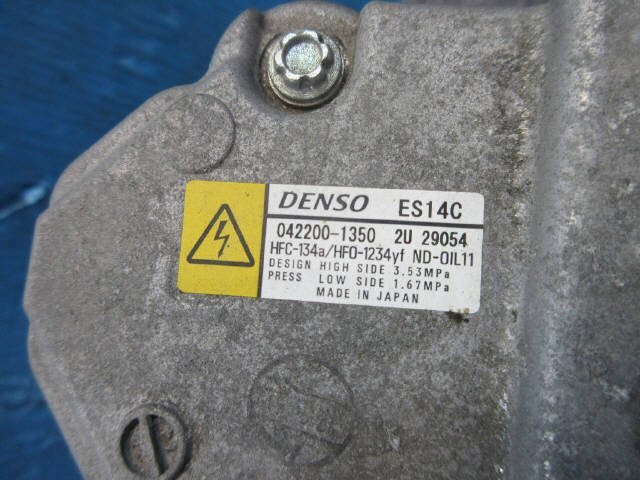 DENSO ES14C
042200-1350 2U 29054
HFC-134a/HFO-1234yf ND-OIL11
DESIGN HIGH SIDE 3.53MPa
PRESS LOW SIDE 1.67MPa
MADE IN JAPAN